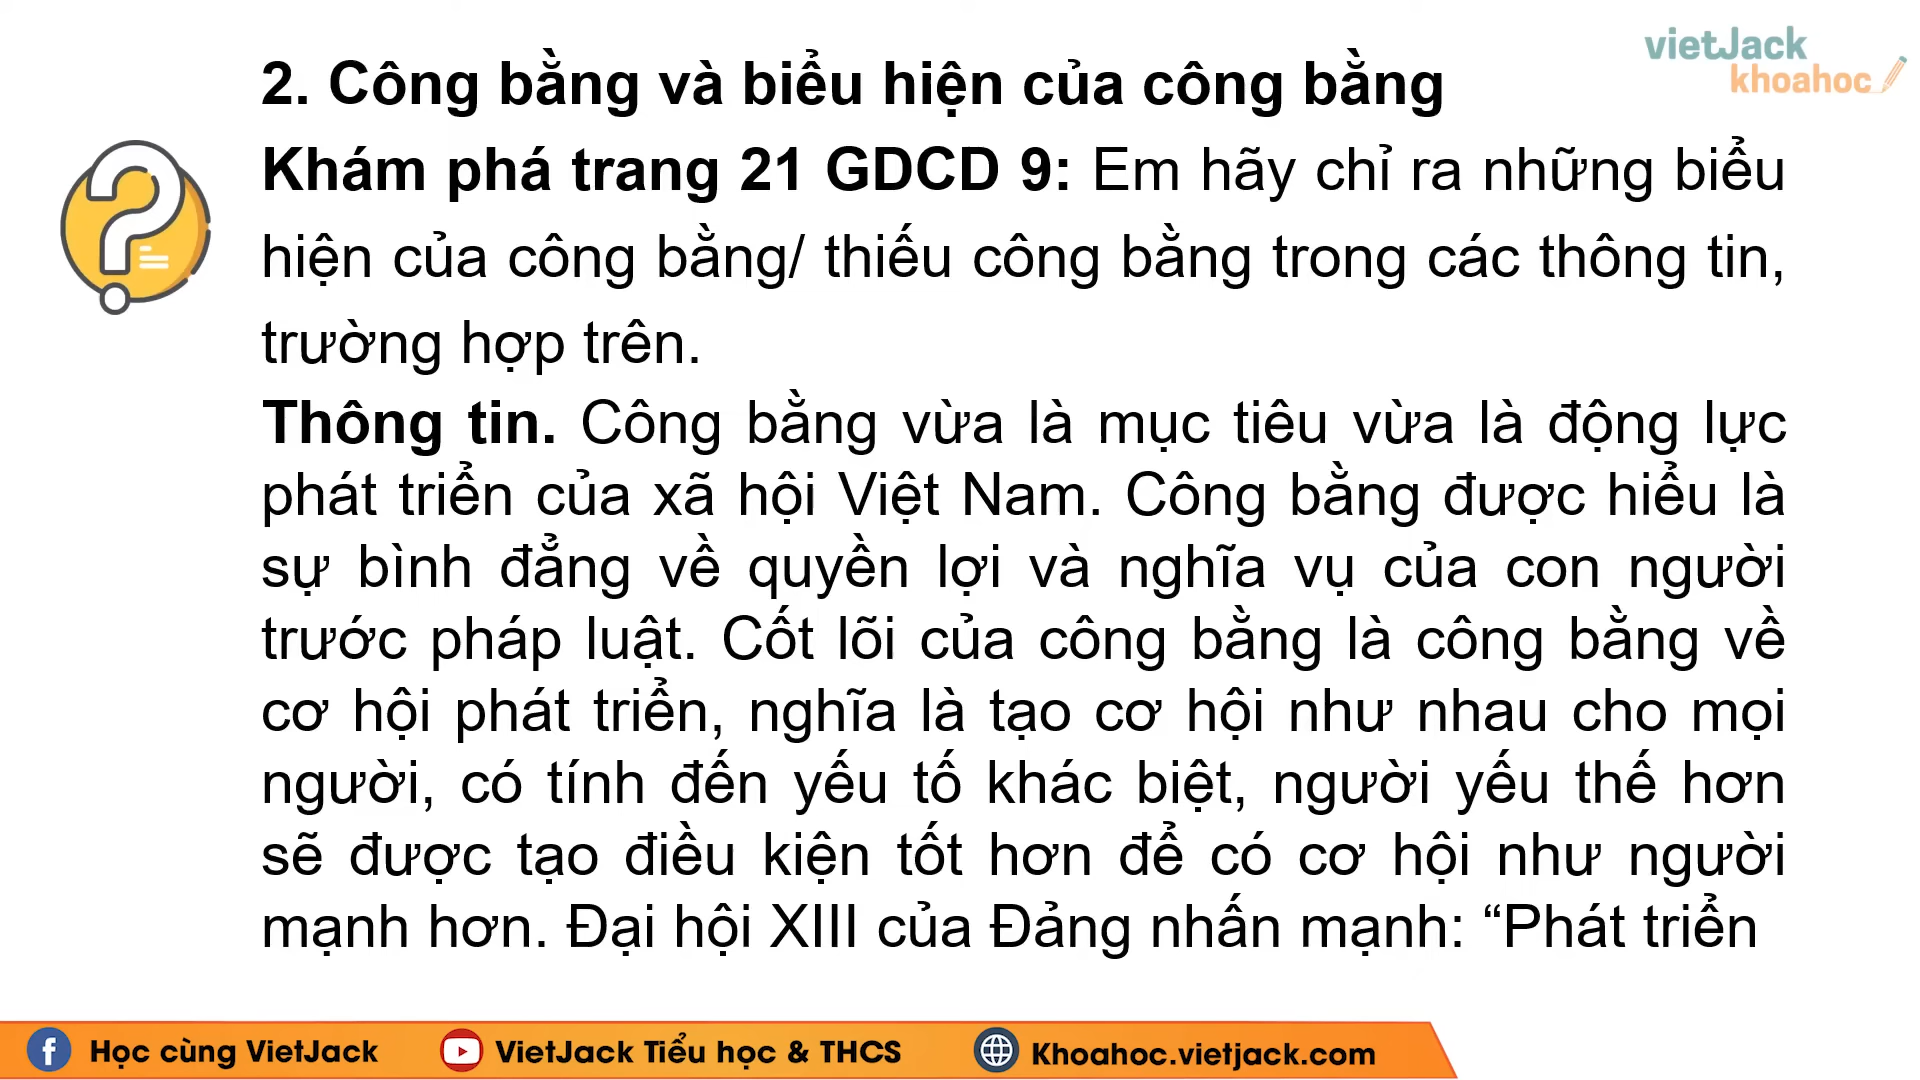 vietJack
khoahoc
2. Công bằng và biểu hiện của công bằng
Khám phá trang 21 GDCD 9: Em hãy chỉ ra những biểu
hiện của công bằng/ thiếu công bằng trong các thông tin,
trường hợp trên.
Thông tin. Công bằng vừa là mục tiêu vừa là động lực
phát triển của xã hội Việt Nam. Công bằng được hiểu là
sự bình đẳng về quyền lợi và nghĩa vụ của con người
trước pháp luật. Cốt lõi của công bằng là công bằng về
cơ hội phát triển, nghĩa là tạo cơ hội như nhau cho mọi
người, có tính đến yếu tố khác biệt, người yếu thế hơn
sẽ được tạo điều kiện tốt hơn để có cơ hội như người
mạnh hơn. Đại hội XIII của Đảng nhấn mạnh: “Phát triển
Học cùng VietJack
VietJack Tiểu học & THCS
Khoahoc.vietjack.com